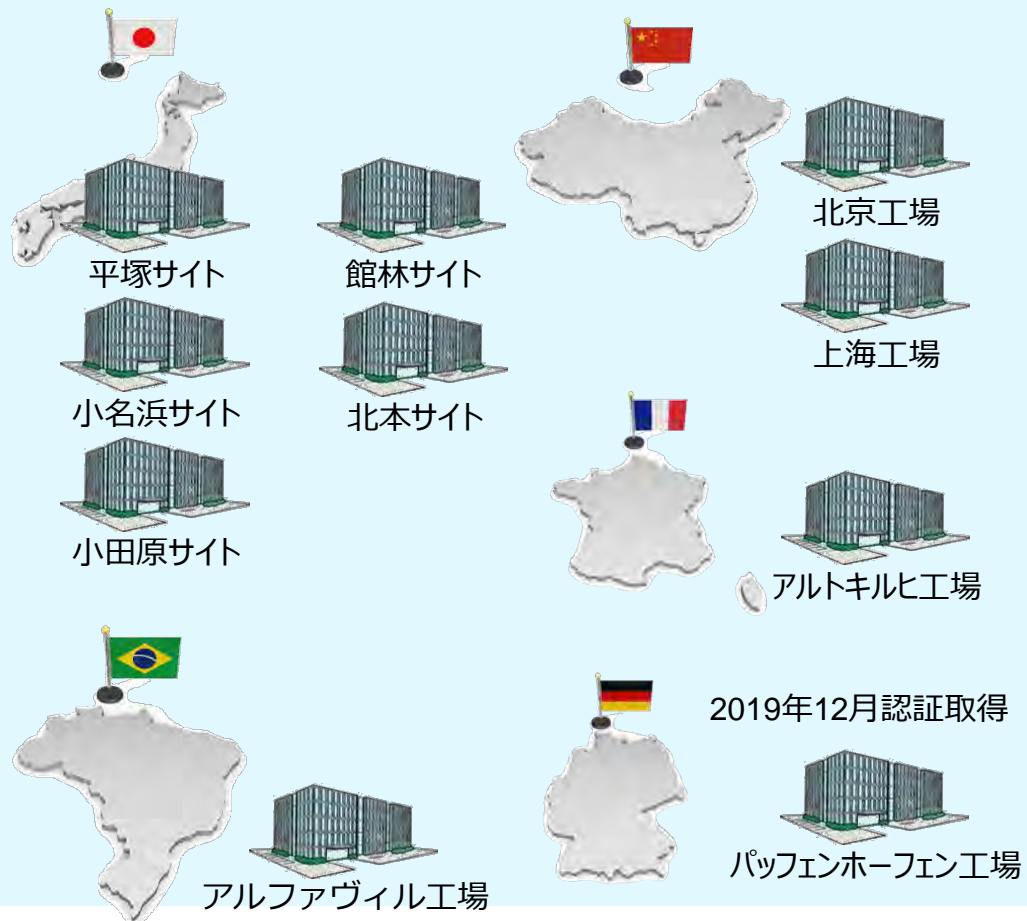 平塚サイト
館林サイト
小名浜サイト
北本サイト
小田原サイト
北京工場
上海工場
アルトキルヒ工場
アルファヴィル工場
2019年12月認証取得
パッフェンホーフェン工場